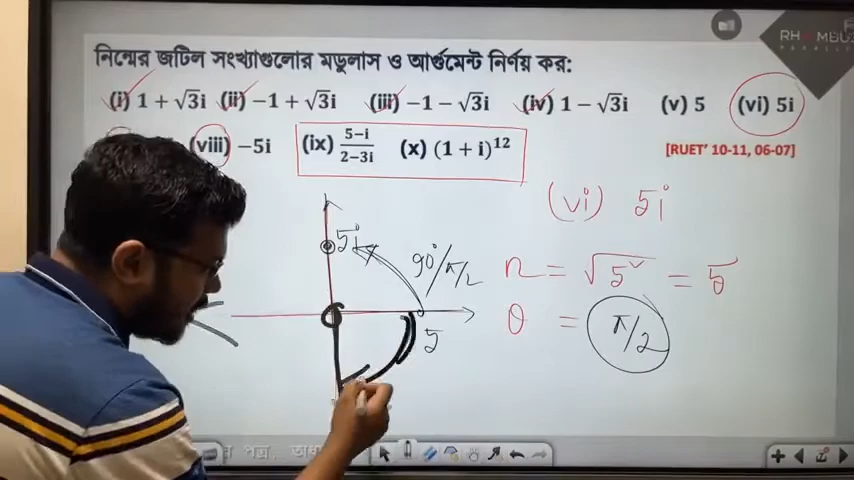 নিম্নের জটিল সংখ্যাগুলোর মডুলাস ও আর্গুমেন্ট নির্ণয় কর:
(i) 1 + √3i (ii) −1 + √3i (iii) −1 − √3i (iv) 1 − √3i (v) 5 (vi) 5i
(viii) −5i (ix) 5−i/2−3i (x) (1 + i)^12
[RUET' 10-11, 06-07]
(vi) 5i
5i
90°/π/2
r = √5² = 5
θ = π/2
5
RHOMBUS
PARALLEL